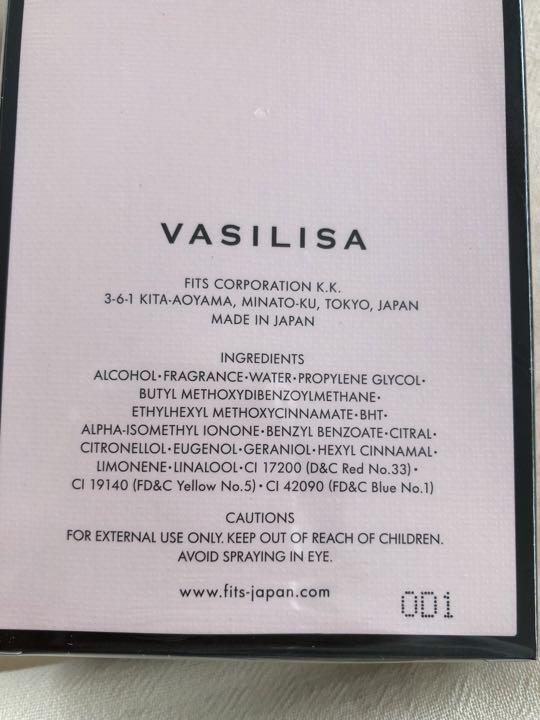 VASILISA
FITS CORPORATION K.K.
3-6-1 KITA-AOYAMA, MINATO-KU, TOKYO, JAPAN
MADE IN JAPAN
INGREDIENTS
ALCOHOL・FRAGRANCE・WATER・PROPYLENE GLYCOL・
BUTYL METHOXYDIBENZOYLMETHANE・
ETHYLHEXYL METHOXYCINNAMATE・BHT・
ALPHA-ISOMETHYL IONONE・BENZYL BENZOATE・CITRAL・
CITRONELLOL・EUGENOL・GERANIOL・HEXYL CINNAMAL・
LIMONENE・LINALOOL・CI 17200 (D&C Red No.33)・
CI 19140 (FD&C Yellow No.5)・CI 42090 (FD&C Blue No.1)
CAUTIONS
FOR EXTERNAL USE ONLY. KEEP OUT OF REACH OF CHILDREN.
AVOID SPRAYING IN EYE.
www.fits-japan.com
001